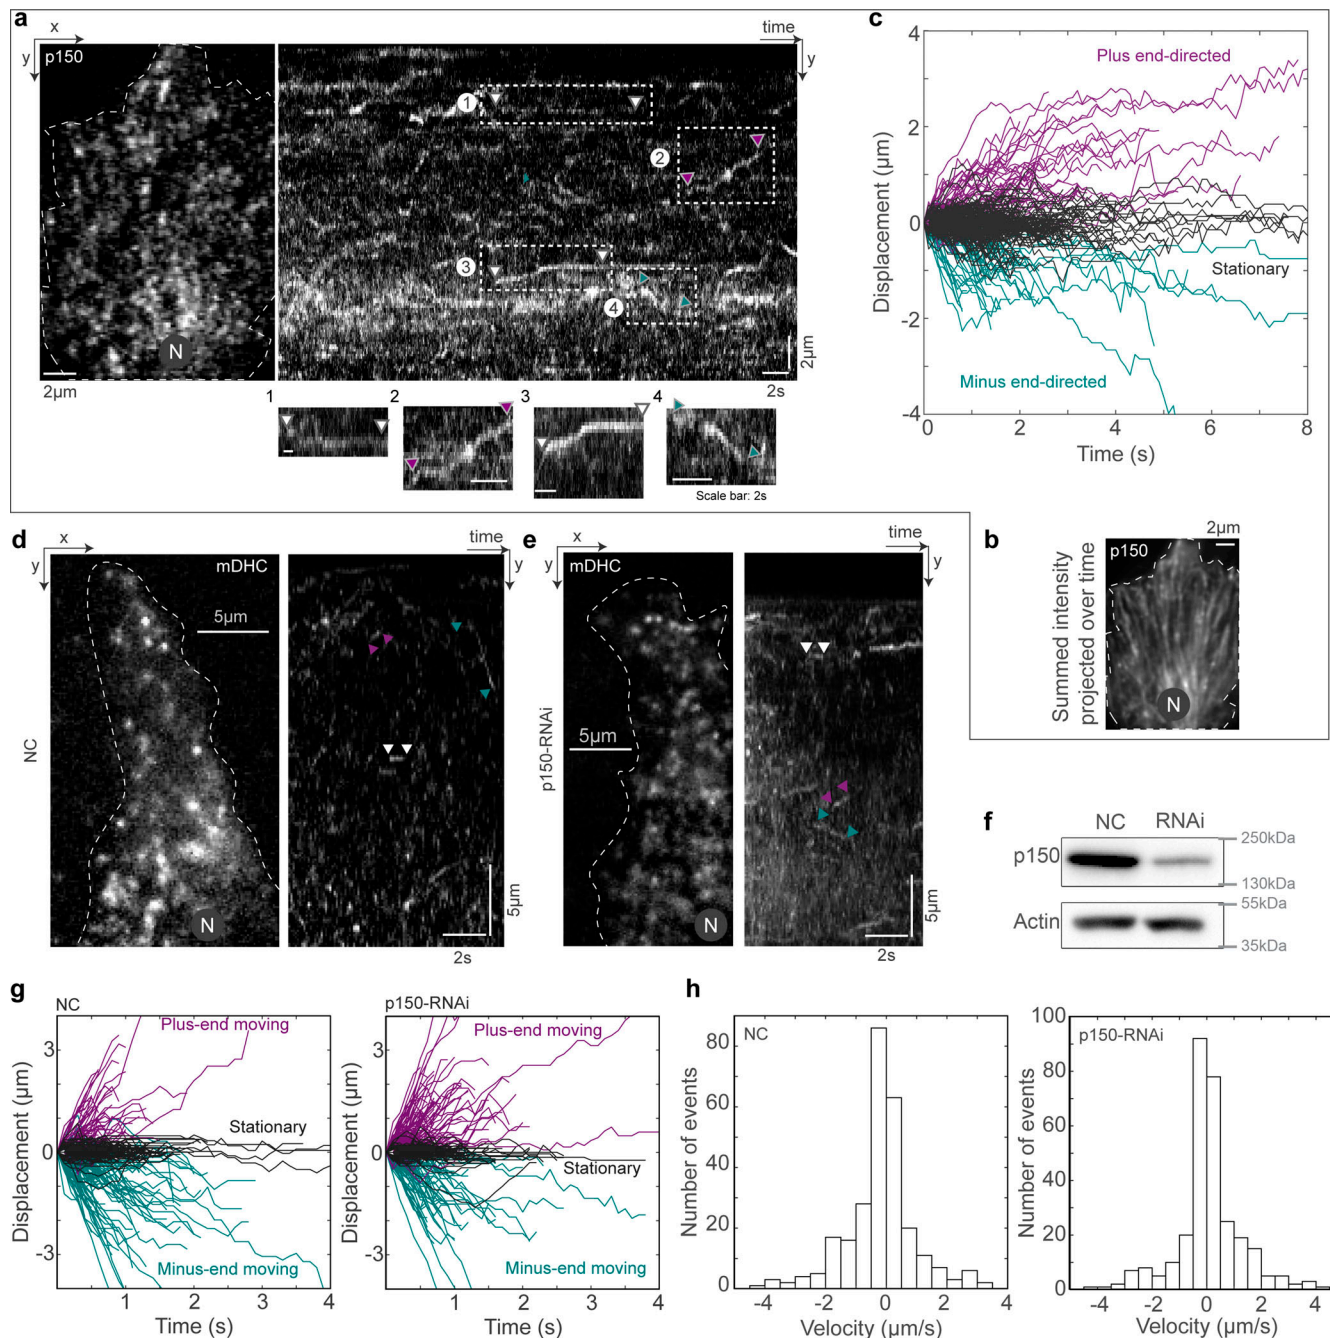 a
x
y
p150
N
2µm
time
y
1
2
3
4
2µm
2s
1
2
3
4
Scale bar: 2s
c
Displacement (µm)
4
2
0
-2
-4
Plus end-directed
Stationary
Minus end-directed
0 2 4 6 8
Time (s)
b
2µm
p150
Summed intensity
projected over time
N
d
x
y
mDHC
5µm
NC
N
time
y
5µm
2s
e
x
y
mDHC
5µm
p150-RNAi
N
time
y
5µm
2s
f
NC RNAi
p150
250kDa
130kDa
Actin
55kDa
35kDa
g
NC
Displacement (µm)
3
0
-3
Plus-end moving
Stationary
Minus-end moving
1 2 3 4
Time (s)
p150-RNAi
Displacement (µm)
3
0
-3
Plus-end moving
Stationary
Minus-end moving
1 2 3 4
Time (s)
h
NC
Number of events
80
60
40
20
0
-4 -2 0 2 4
Velocity (µm/s)
p150-RNAi
Number of events
100
80
60
40
20
0
-4 -2 0 2 4
Velocity (µm/s)